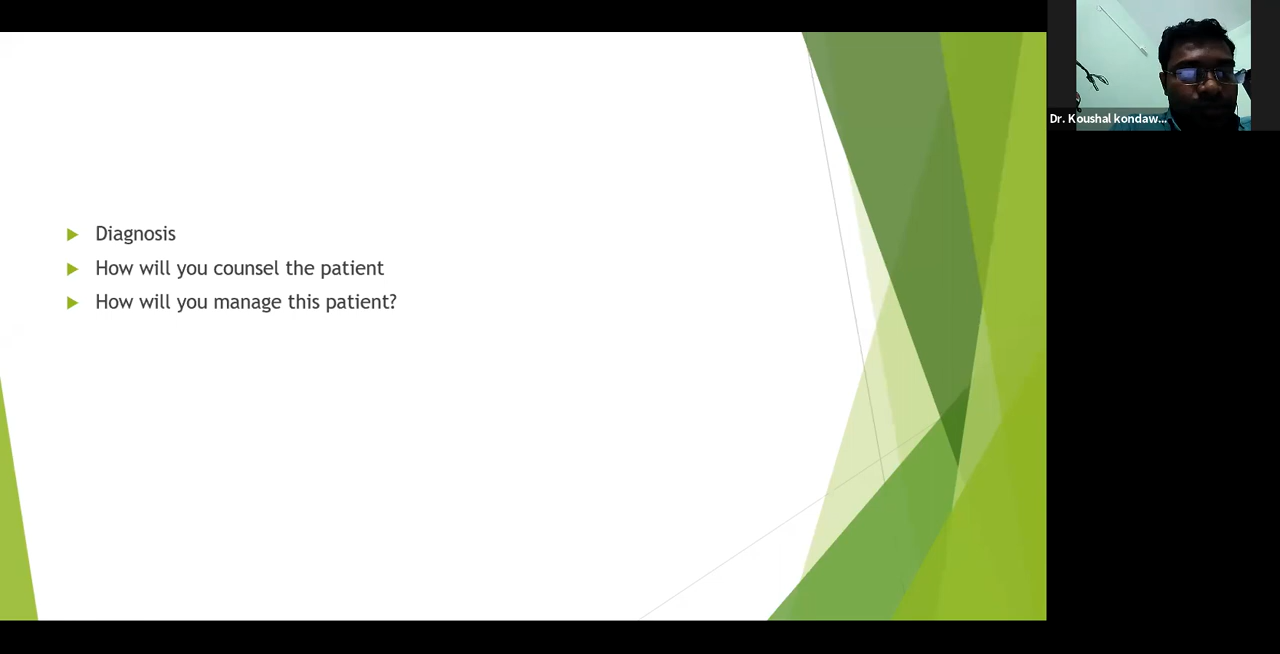 Diagnosis
How will you counsel the patient
How will you manage this patient?
Dr. Koushal kondaw...